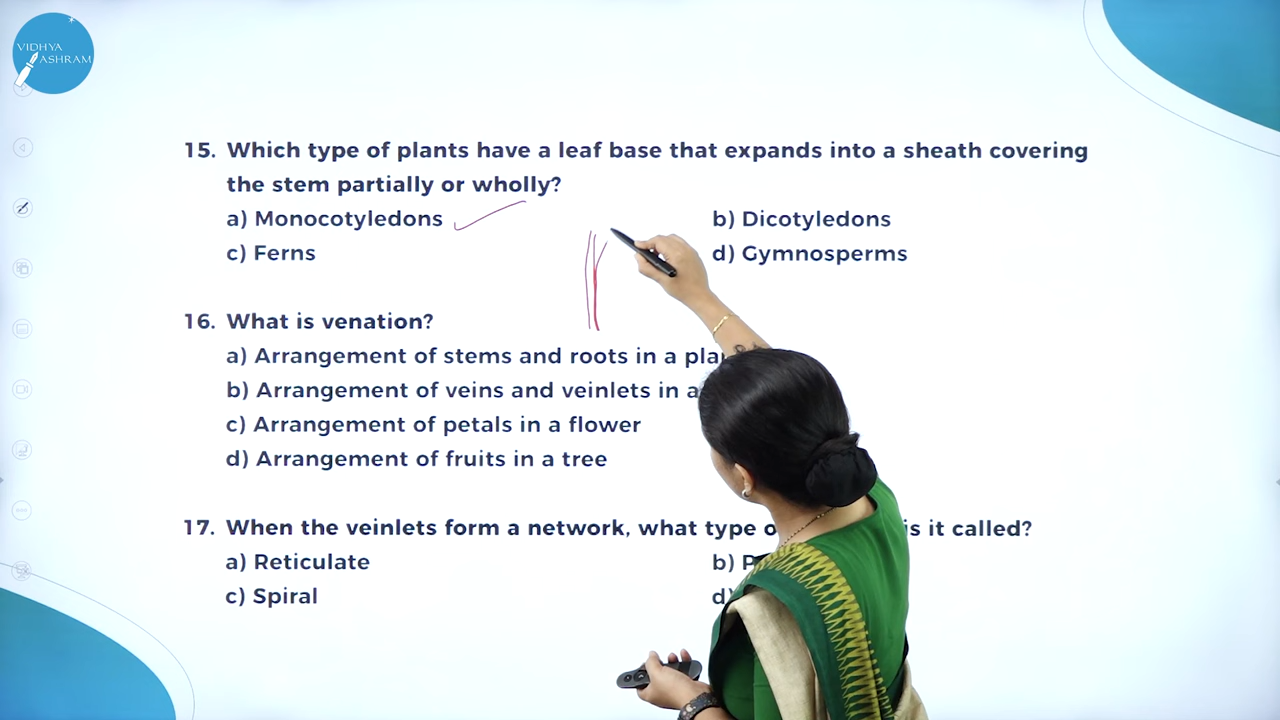 VIDHYA
ASHRAM
15. Which type of plants have a leaf base that expands into a sheath covering
the stem partially or wholly?
a) Monocotyledons b) Dicotyledons
c) Ferns d) Gymnosperms
16. What is venation?
a) Arrangement of stems and roots in a
b) Arrangement of veins and veinlets in
c) Arrangement of petals in a flower
d) Arrangement of fruits in a tree
17. When the veinlets form a network, what type is it called?
a) Reticulate b)
c) Spiral d)